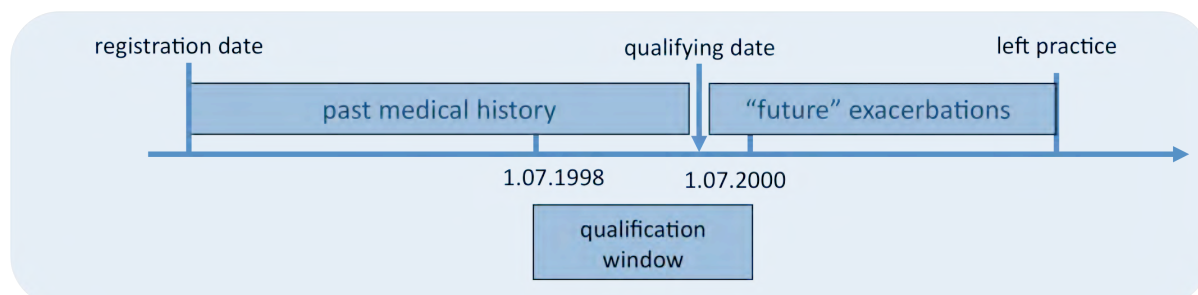 registration date
qualifying date
left practice
past medical history
“future” exacerbations
1.07.1998
1.07.2000
qualification
window